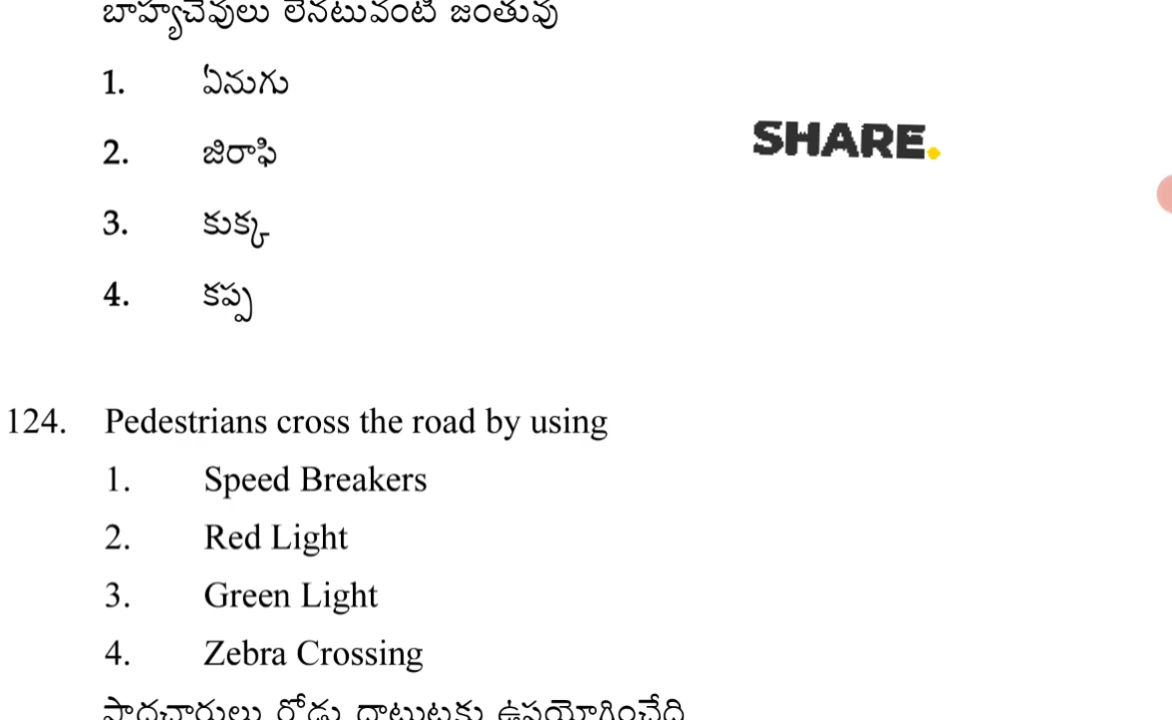 బాహ్యచెవులు లేనటువంటి జంతువు
1. ఏనుగు
SHARE.
2. జిరాఫి
3. కుక్క
4. కప్ప
124. Pedestrians cross the road by using
1. Speed Breakers
2. Red Light
3. Green Light
4. Zebra Crossing
పాదచారులు రోడ్డు దాటుటకు ఉపయోగించేది